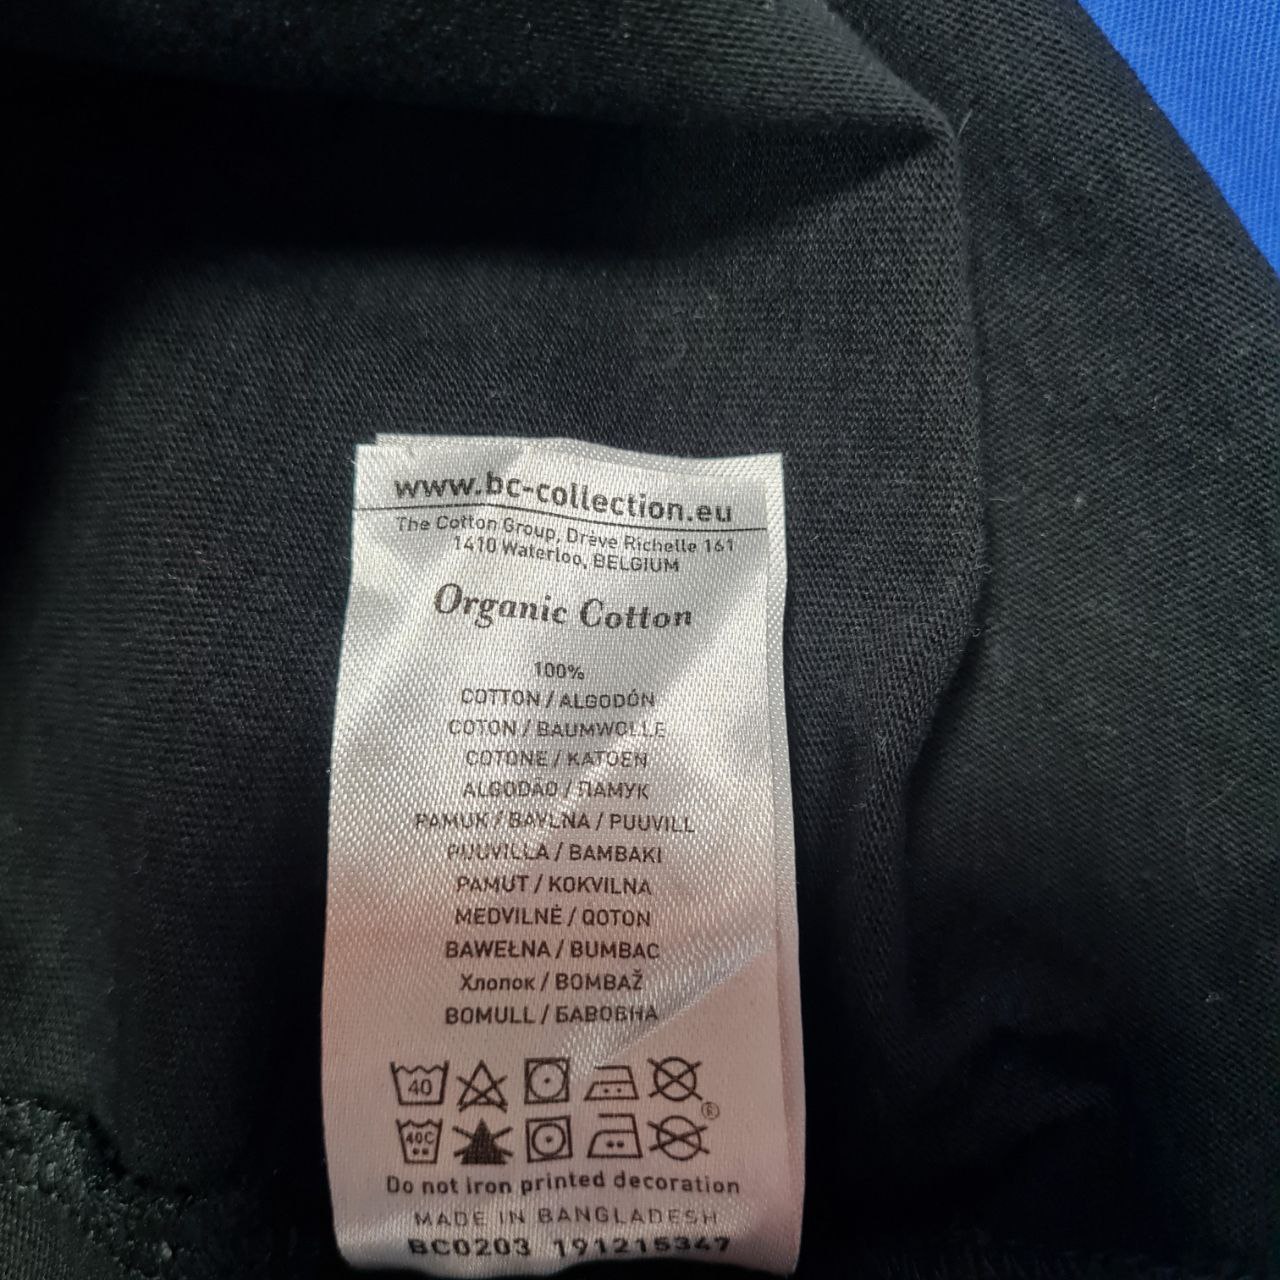 www.bc-collection.eu
The Cotton Group, Drève Richelle 161
1410 Waterloo, BELGIUM
Organic Cotton
100%
COTTON / ALGODÓN
COTON / BAUMWOLLE
COTONE / KATOEN
ALGODÃO / ПАМУК
PAMUK / BAVLNA / PUUVILL
PUUVILLA / BAMBAKI
PAMUT / KOKVILNA
MEDVILNĖ / QOTON
BAWEŁNA / BUMBAC
Хлопок / BOMBAŽ
BOMULL / БАВОВНА
40
®
40C
Do not iron printed decoration
MADE IN BANGLADESH
BC0203 191215347